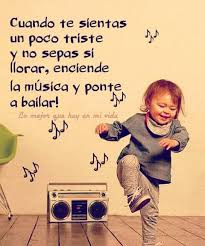 Cuando te sientas
un poco triste
y no sepas si
llorar, enciende
la música y ponte
a bailar!
Lo mejor que hay en mi vida